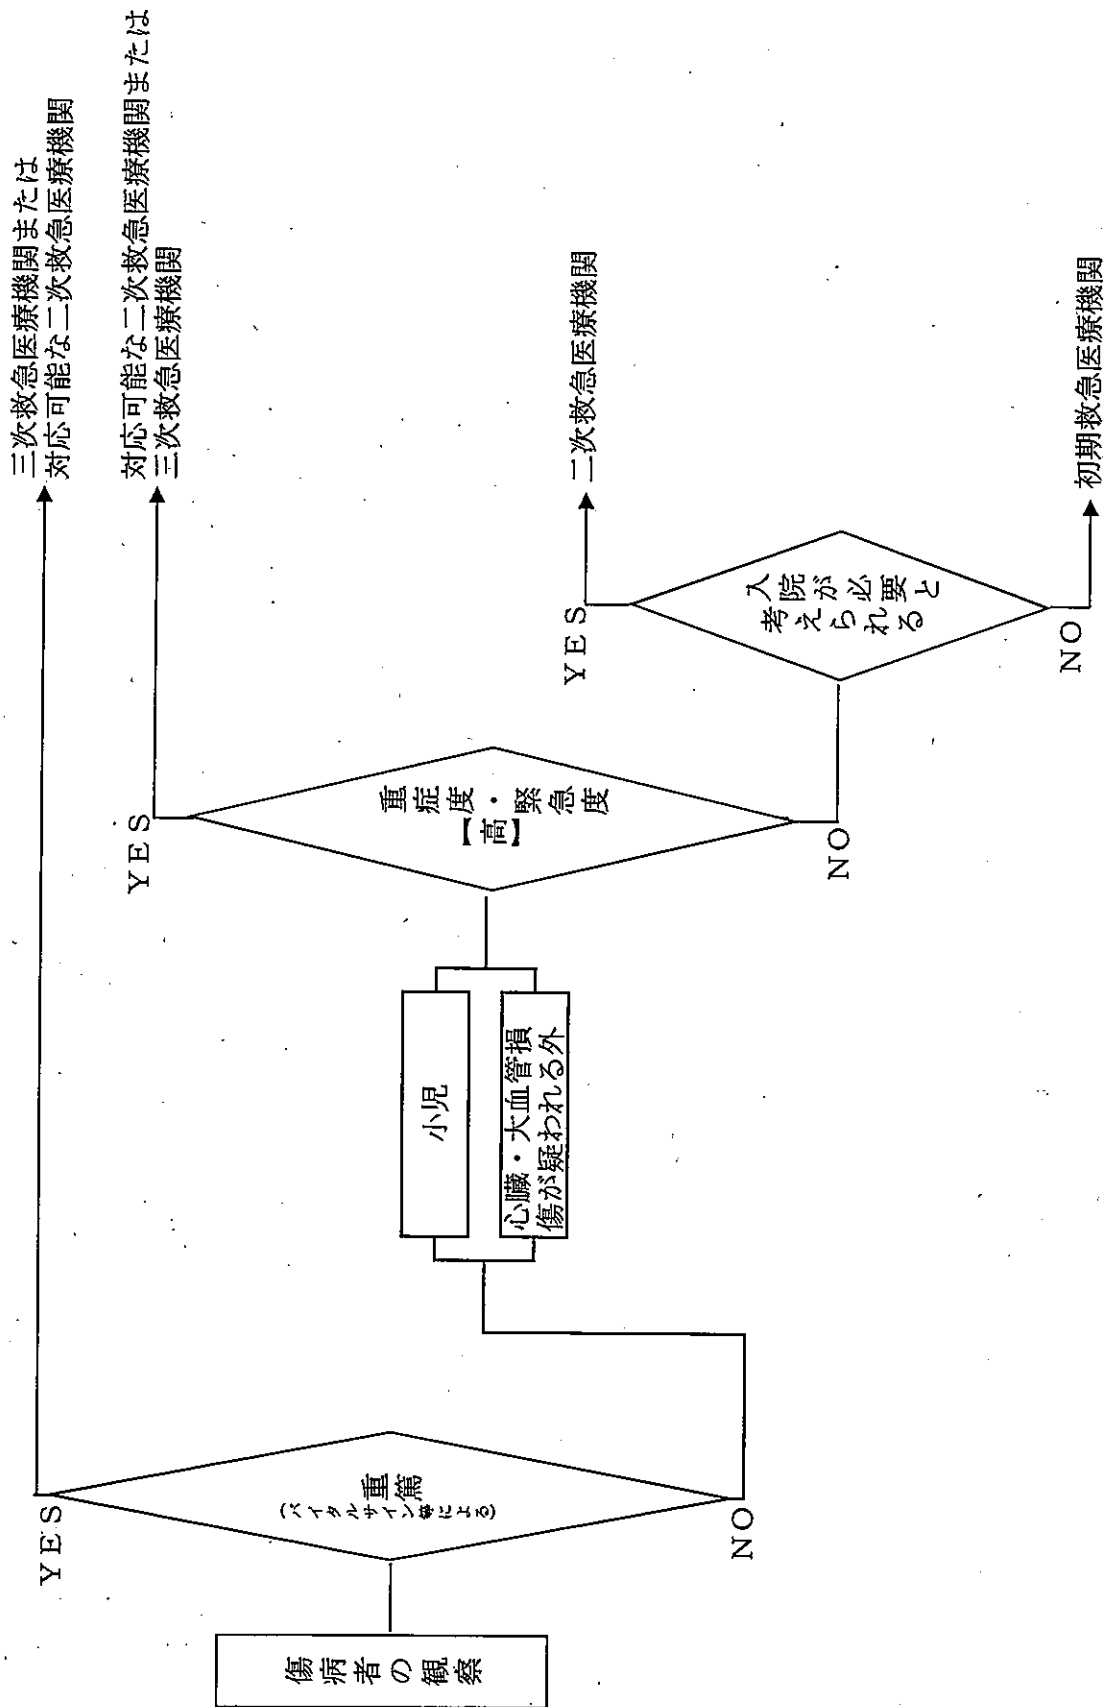 傷病者の観察
重篤
(バイタルサイン等による)
YES
三次救急医療機関または
対応可能な二次救急医療機関
NO
小児
心臓・大血管損
傷が疑われる外
重症度・緊急度
【高】
YES
対応可能な二次救急医療機関または
三次救急医療機関
NO
入院が必要と
考えられる
YES
二次救急医療機関
NO
初期救急医療機関